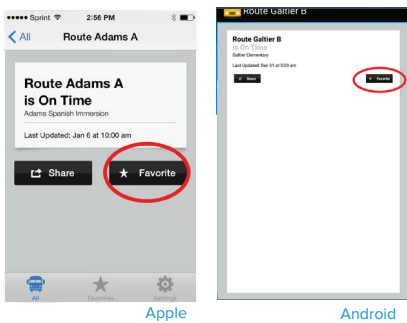 Sprint 2:56 PM
All Route Adams A
Route Adams A
is On Time
Adams Spanish Immersion
Last Updated: Jan 6 at 10:00 am
Share Favorite
All Favorites Settings
Apple
Route Galtier B
Route Galtier B
is On Time
Galtier Elementary
Last Updated: Dec 31 at 5:00 am
Share Favorite
Android